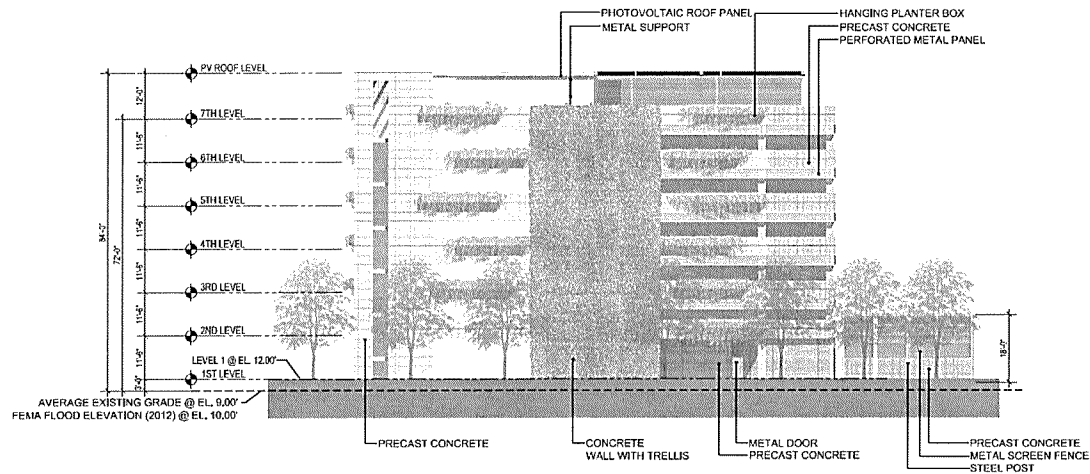 PHOTOVOLTAIC ROOF PANEL
METAL SUPPORT
HANGING PLANTER BOX
PRECAST CONCRETE
PERFORATED METAL PANEL
PV ROOF LEVEL
12'-0"
7TH LEVEL
11'-6"
6TH LEVEL
11'-6"
5TH LEVEL
11'-6"
4TH LEVEL
11'-6"
3RD LEVEL
11'-6"
2ND LEVEL
11'-6"
LEVEL 1 @ EL. 12.00'
1ST LEVEL
3'-0"
84'-0"
72'-0"
18'-0"
AVERAGE EXISTING GRADE @ EL. 9.00'
FEMA FLOOD ELEVATION (2012) @ EL. 10.00'
PRECAST CONCRETE
CONCRETE
WALL WITH TRELLIS
METAL DOOR
PRECAST CONCRETE
PRECAST CONCRETE
METAL SCREEN FENCE
STEEL POST